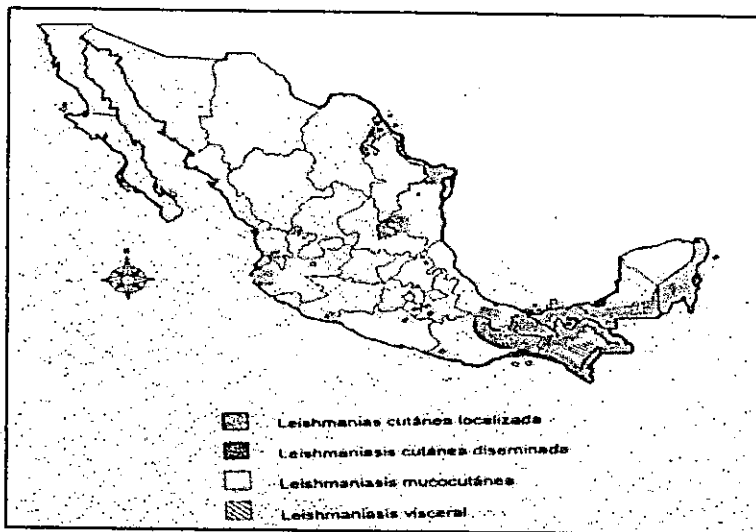 Leishmanias cutánea localizada
Leishmaniasis cutánea diseminada
Leishmaniasis mucocutánea
Leishmaniasis visceral